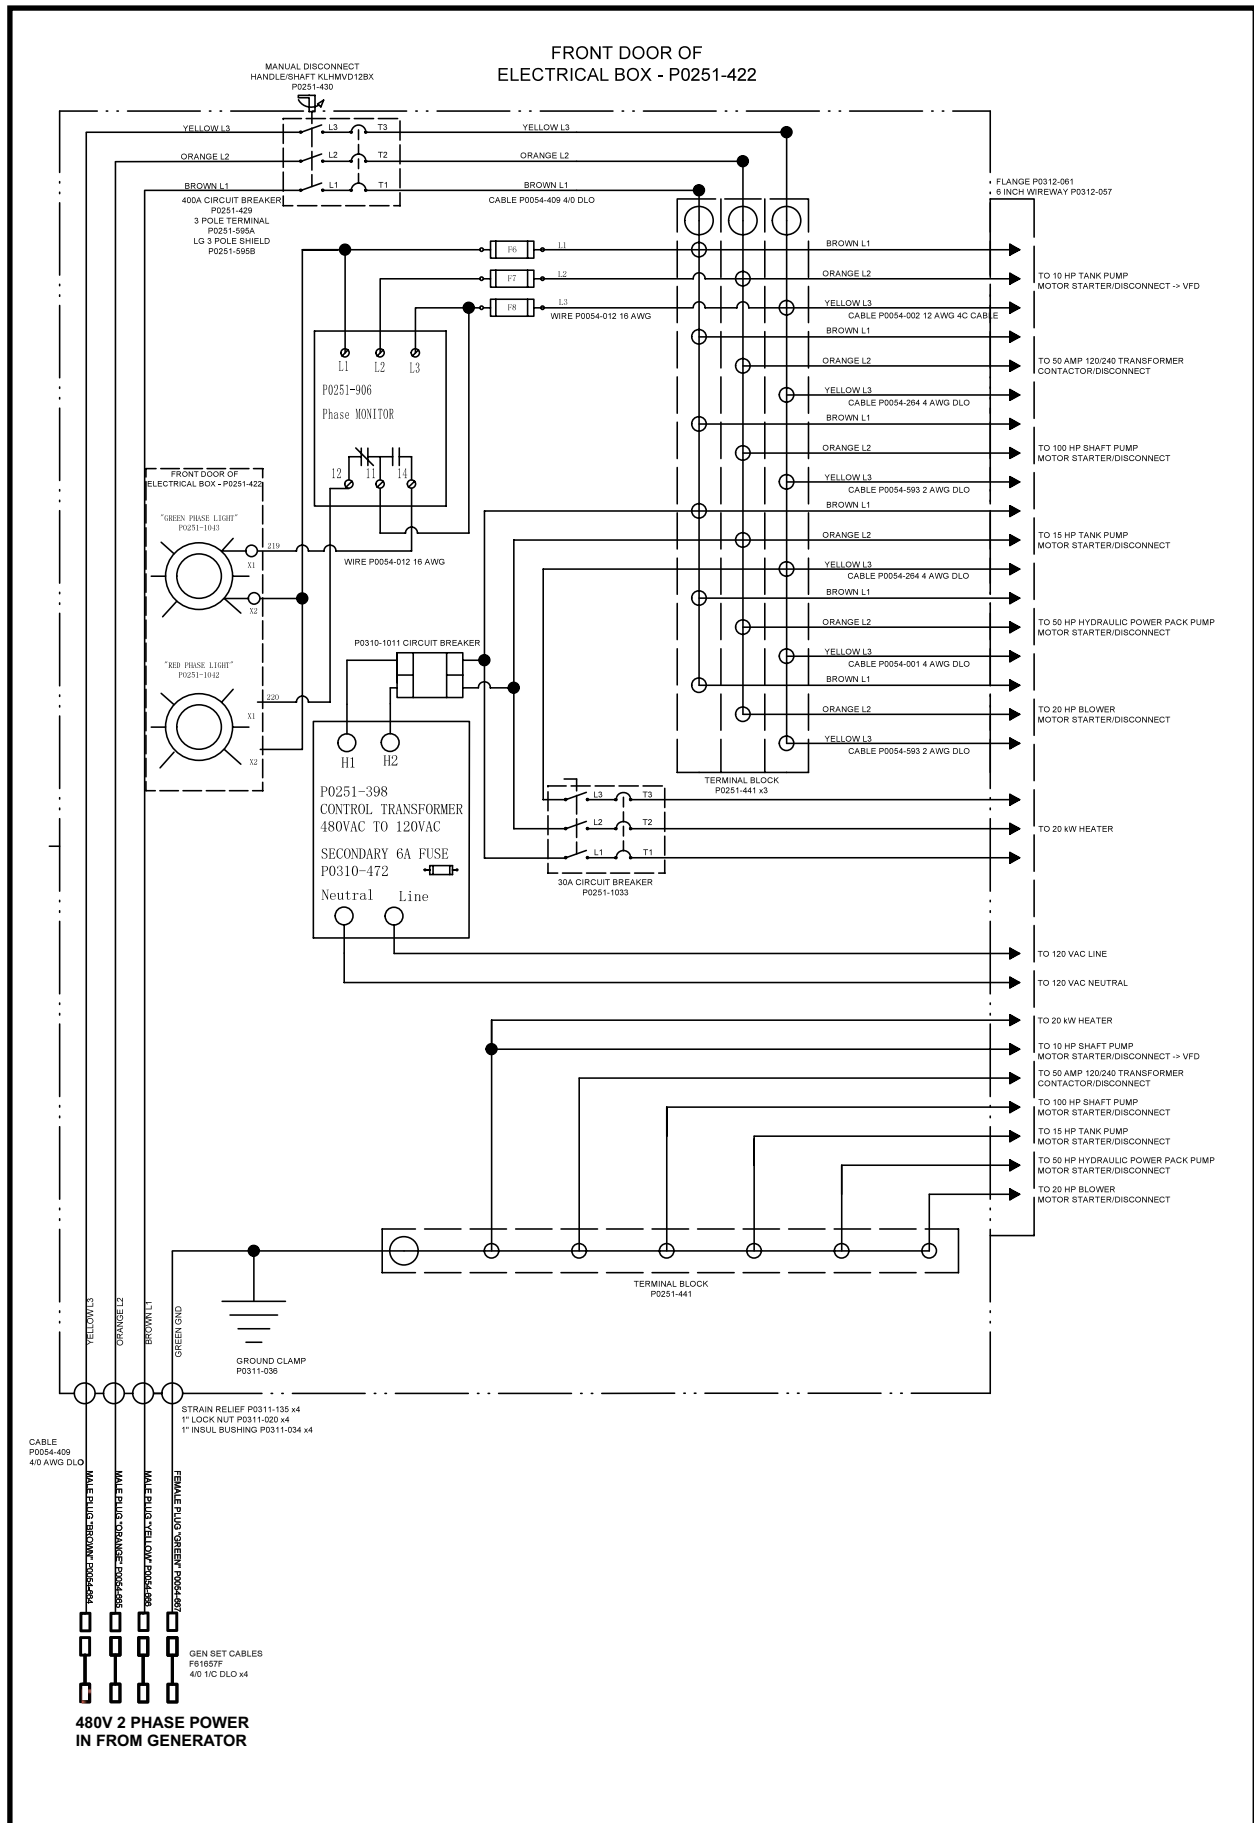 FRONT DOOR OF
ELECTRICAL BOX - P0251-422
MANUAL DISCONNECT
HANDLE/SHAFT KLHMVD12BX
P0251-430
YELLOW L3
L3
T3
YELLOW L3
ORANGE L2
L2
T2
ORANGE L2
BROWN L1
L1
T1
BROWN L1
400A CIRCUIT BREAKER
P0251-429
3 POLE TERMINAL
P0251-595A
LG 3 POLE SHIELD
P0251-595B
CABLE P0054-409 4/0 DLO
FLANGE P0312-061
6 INCH WIREWAY P0312-057
F6
L1
F7
L2
F8
L3
WIRE P0054-012 16 AWG
BROWN L1
ORANGE L2
TO 10 HP TANK PUMP
MOTOR STARTER/DISCONNECT -> VFD
YELLOW L3
CABLE P0054-002 12 AWG 4C CABLE
BROWN L1
ORANGE L2
TO 50 AMP 120/240 TRANSFORMER
CONTACTOR/DISCONNECT
YELLOW L3
CABLE P0054-264 4 AWG DLO
BROWN L1
ORANGE L2
TO 100 HP SHAFT PUMP
MOTOR STARTER/DISCONNECT
YELLOW L3
CABLE P0054-593 2 AWG DLO
BROWN L1
ORANGE L2
TO 15 HP TANK PUMP
MOTOR STARTER/DISCONNECT
YELLOW L3
CABLE P0054-264 4 AWG DLO
BROWN L1
ORANGE L2
TO 50 HP HYDRAULIC POWER PACK PUMP
MOTOR STARTER/DISCONNECT
YELLOW L3
CABLE P0054-001 4 AWG DLO
BROWN L1
ORANGE L2
TO 20 HP BLOWER
MOTOR STARTER/DISCONNECT
YELLOW L3
CABLE P0054-593 2 AWG DLO
TERMINAL BLOCK
P0251-441 x3
L1 L2 L3
P0251-906
Phase MONITOR
12 11 14
FRONT DOOR OF
ELECTRICAL BOX - P0251-422
"GREEN PHASE LIGHT"
P0251-1043
219
X1
X2
WIRE P0054-012 16 AWG
"RED PHASE LIGHT"
P0251-1042
220
X1
X2
P0310-1011 CIRCUIT BREAKER
H1 H2
P0251-398
CONTROL TRANSFORMER
480VAC TO 120VAC
SECONDARY 6A FUSE
P0310-472
Neutral Line
L3 T3
L2 T2
L1 T1
30A CIRCUIT BREAKER
P0251-1033
TO 20 kW HEATER
TO 120 VAC LINE
TO 120 VAC NEUTRAL
TO 20 kW HEATER
TO 10 HP SHAFT PUMP
MOTOR STARTER/DISCONNECT -> VFD
TO 50 AMP 120/240 TRANSFORMER
CONTACTOR/DISCONNECT
TO 100 HP SHAFT PUMP
MOTOR STARTER/DISCONNECT
TO 15 HP TANK PUMP
MOTOR STARTER/DISCONNECT
TO 50 HP HYDRAULIC POWER PACK PUMP
MOTOR STARTER/DISCONNECT
TO 20 HP BLOWER
MOTOR STARTER/DISCONNECT
TERMINAL BLOCK
P0251-441
YELLOW L3
ORANGE L2
BROWN L1
GREEN GND
GROUND CLAMP
P0311-036
STRAIN RELIEF P0311-135 x4
1" LOCK NUT P0311-020 x4
1" INSUL BUSHING P0311-034 x4
CABLE
P0054-409
4/0 AWG DLO
MALE PLUG "BROWN" P0054-664
MALE PLUG "ORANGE" P0054-665
MALE PLUG "YELLOW" P0054-666
FEMALE PLUG "GREEN" P0054-667
GEN SET CABLES
F61657F
4/0 1/C DLO x4
480V 2 PHASE POWER
IN FROM GENERATOR